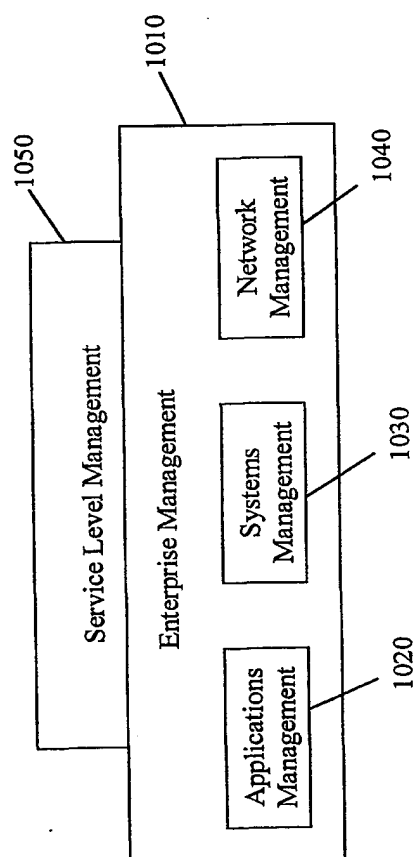 1050
Service Level Management
1010
Enterprise Management
Applications
Management
Systems
Management
Network
Management
1020
1030
1040